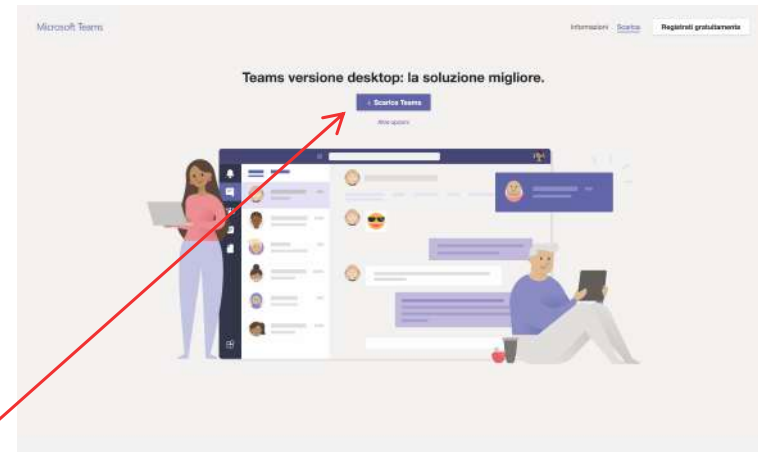 Microsoft Teams
Informazioni Scarica Registrati gratuitamente
Teams versione desktop: la soluzione migliore.
↓ Scarica Teams
Altre opzioni